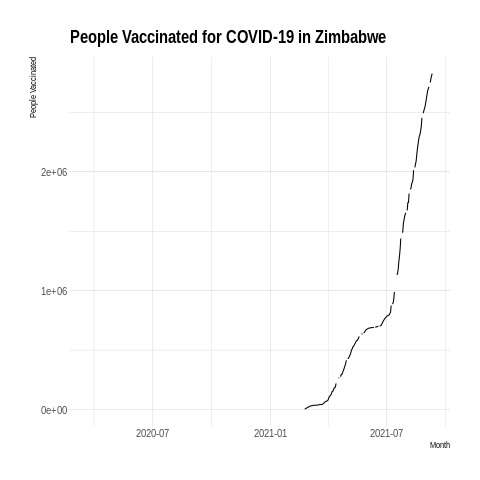 People Vaccinated for COVID-19 in Zimbabwe
People Vaccinated
2e+06
1e+06
0e+00
2020-07 2021-01 2021-07
Month